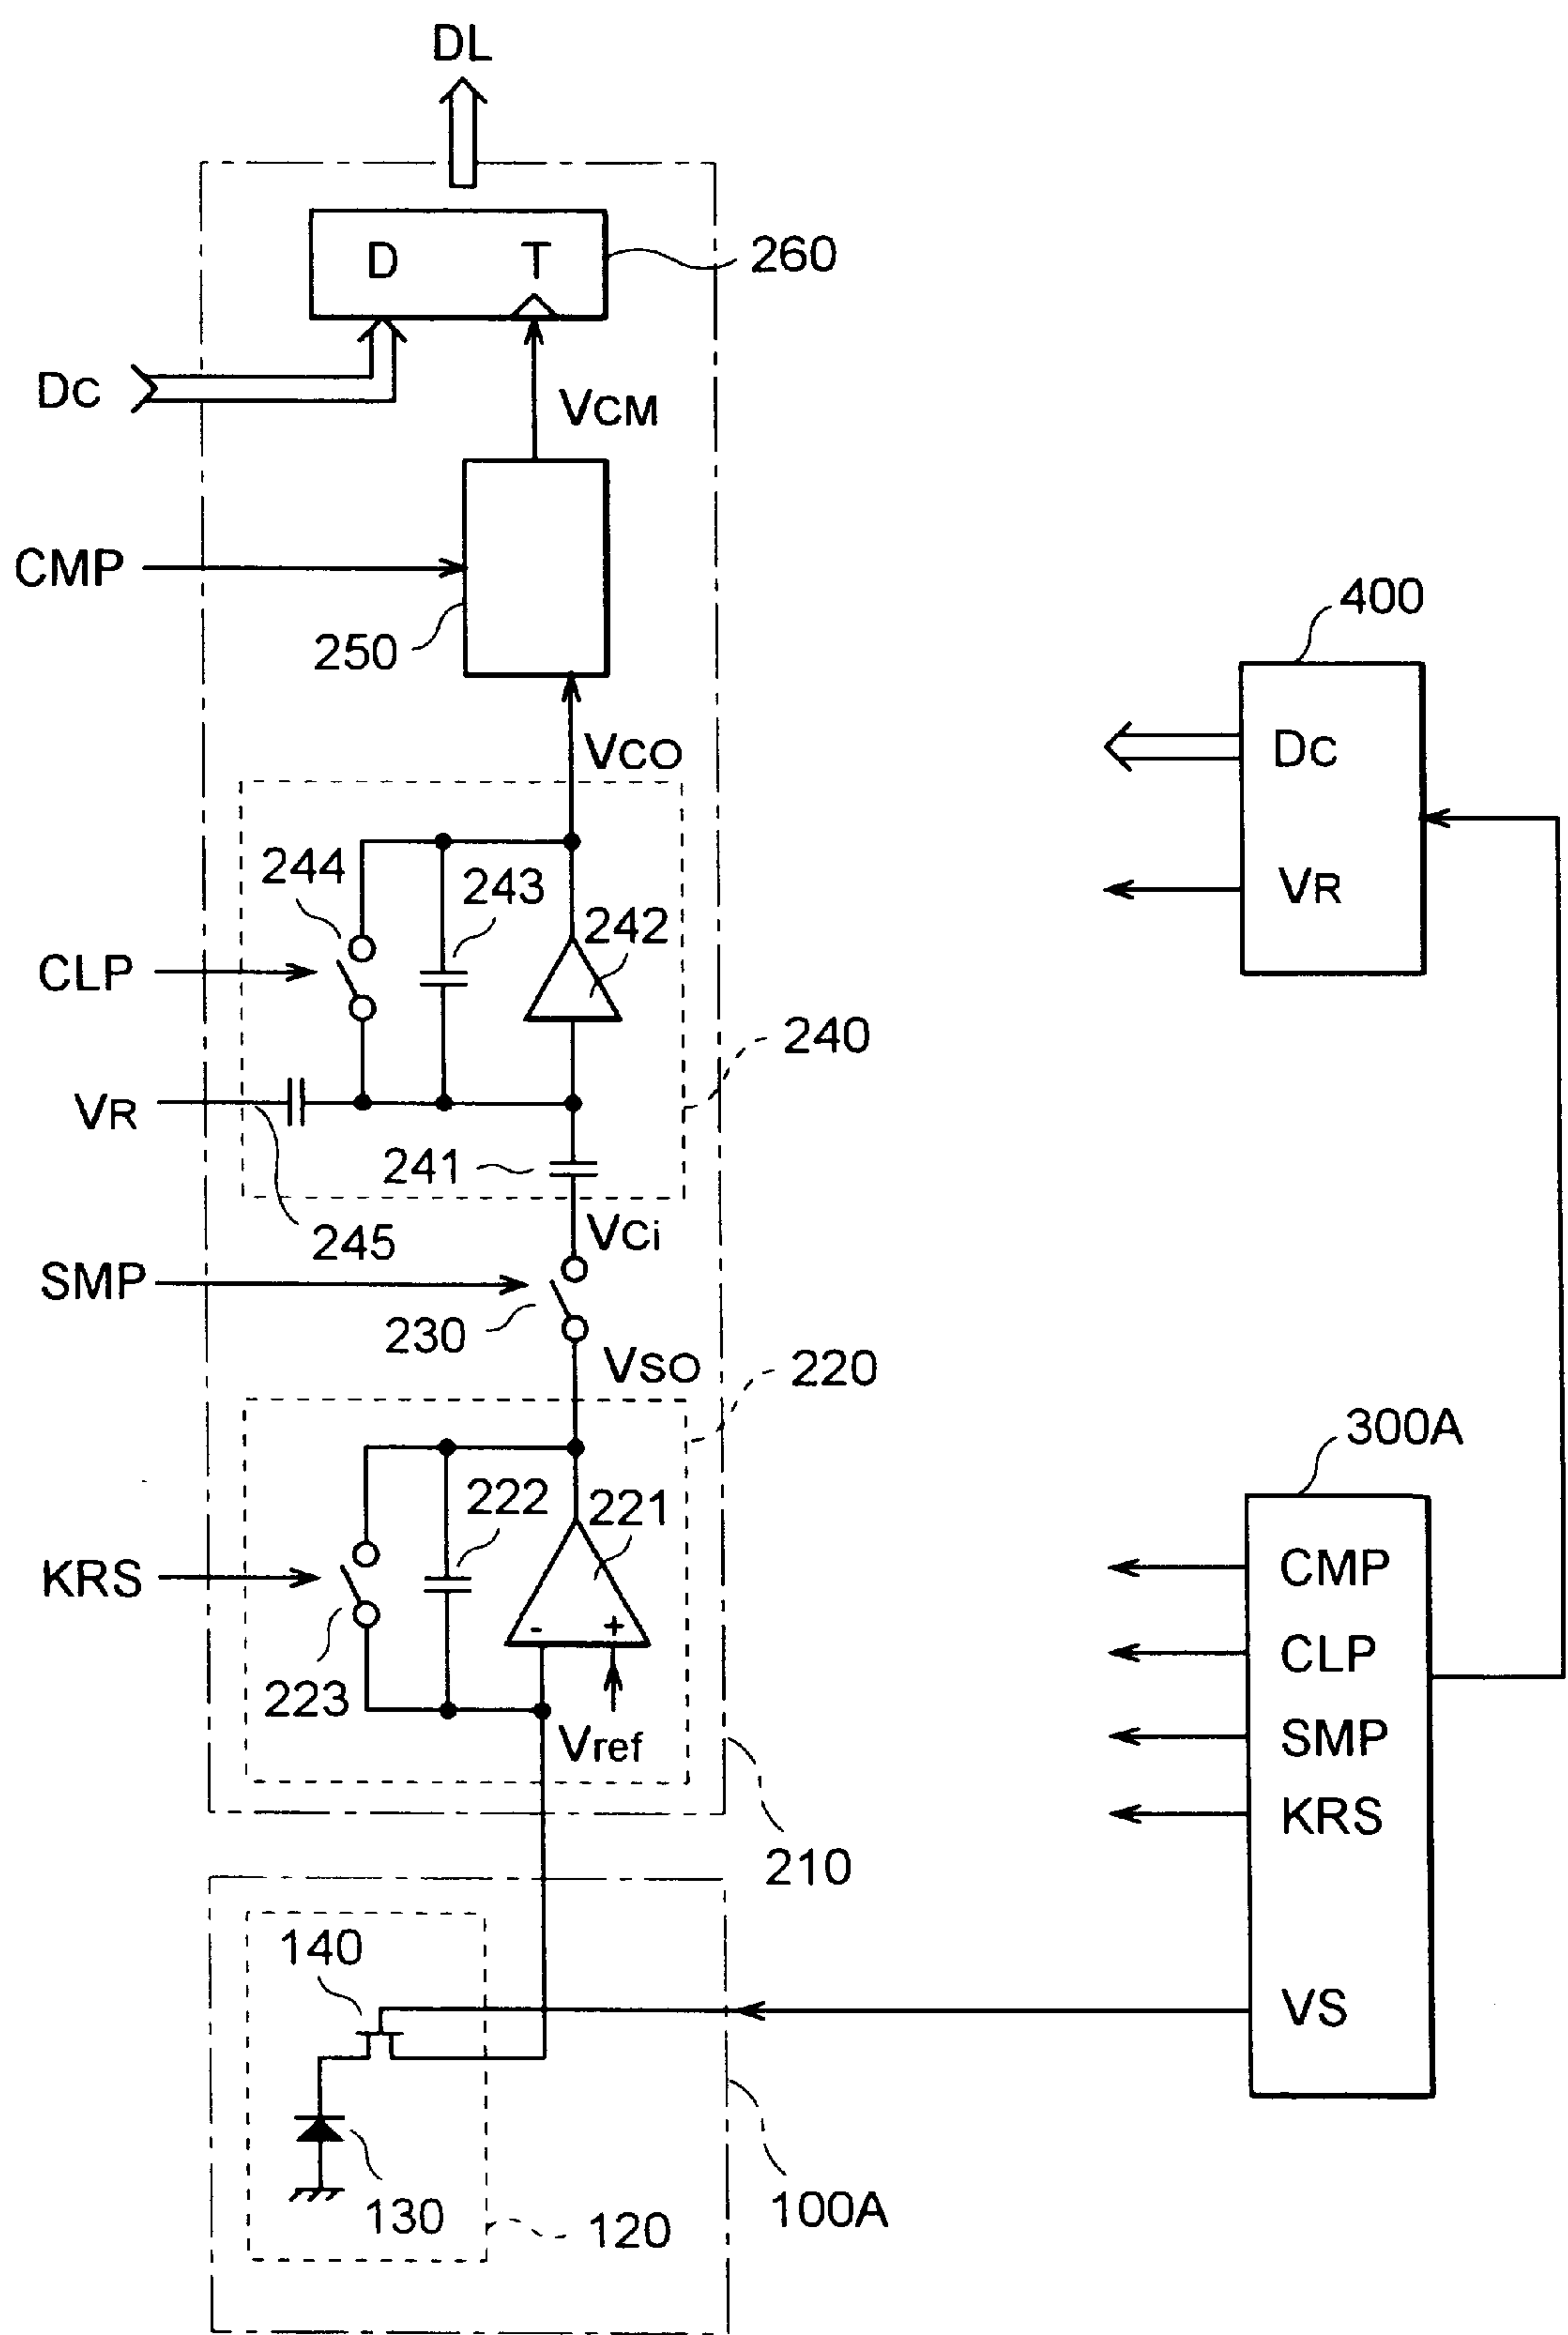 DL
D T
260
DC
VCM
CMP
250
400
DC
VCO
VR
244
243
242
CLP
240
VR
241
VCi
245
SMP
230
VSO
220
300A
222
221
KRS
CMP
- +
CLP
223
Vref
SMP
KRS
210
140
VS
130
120
100A